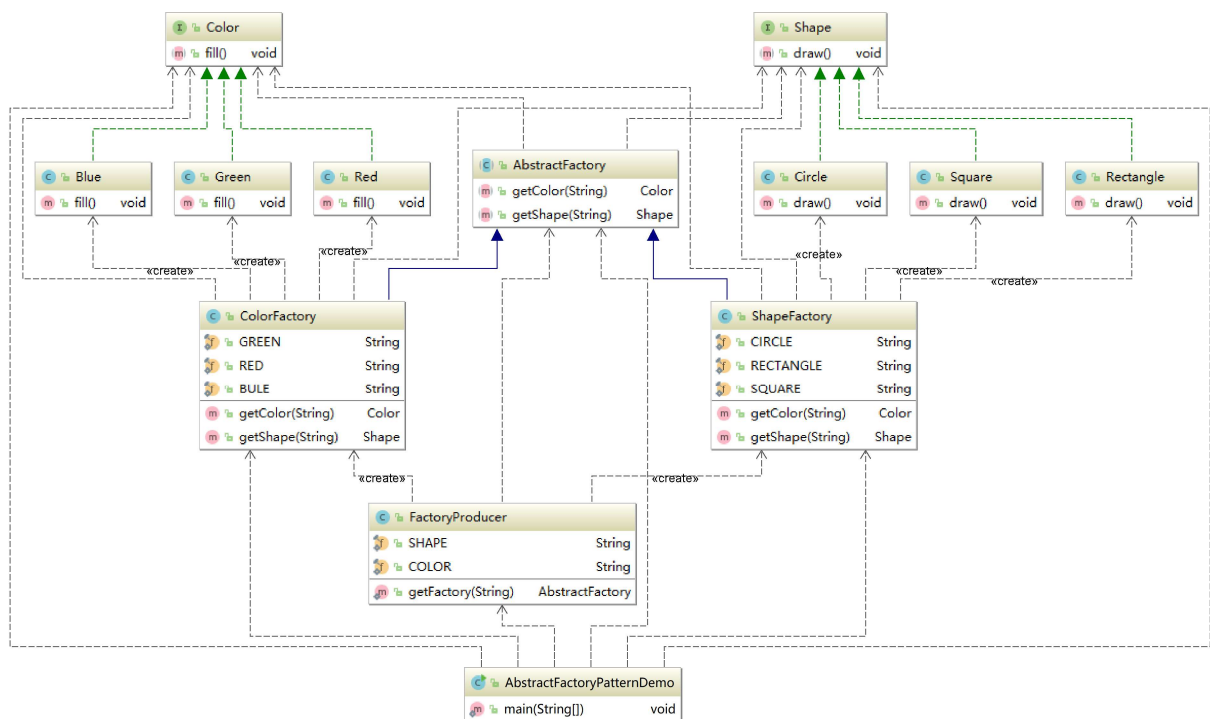 Color
fill() void
Shape
draw() void
Blue
fill() void
Green
fill() void
Red
fill() void
AbstractFactory
getColor(String) Color
getShape(String) Shape
Circle
draw() void
Square
draw() void
Rectangle
draw() void
«create»
«create»
«create»
«create»
«create»
«create»
ColorFactory
GREEN String
RED String
BULE String
getColor(String) Color
getShape(String) Shape
ShapeFactory
CIRCLE String
RECTANGLE String
SQUARE String
getColor(String) Color
getShape(String) Shape
«create»
«create»
FactoryProducer
SHAPE String
COLOR String
getFactory(String) AbstractFactory
AbstractFactoryPatternDemo
main(String[]) void